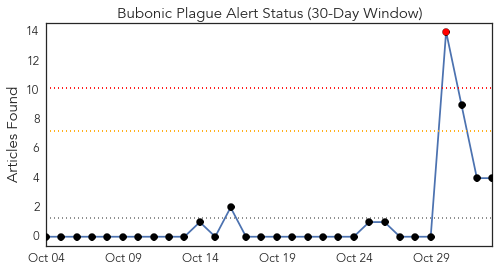 Bubonic Plague Alert Status (30-Day Window)
Articles Found
14
12
10
8
6
4
2
0
Oct 04 Oct 09 Oct 14 Oct 19 Oct 24 Oct 29